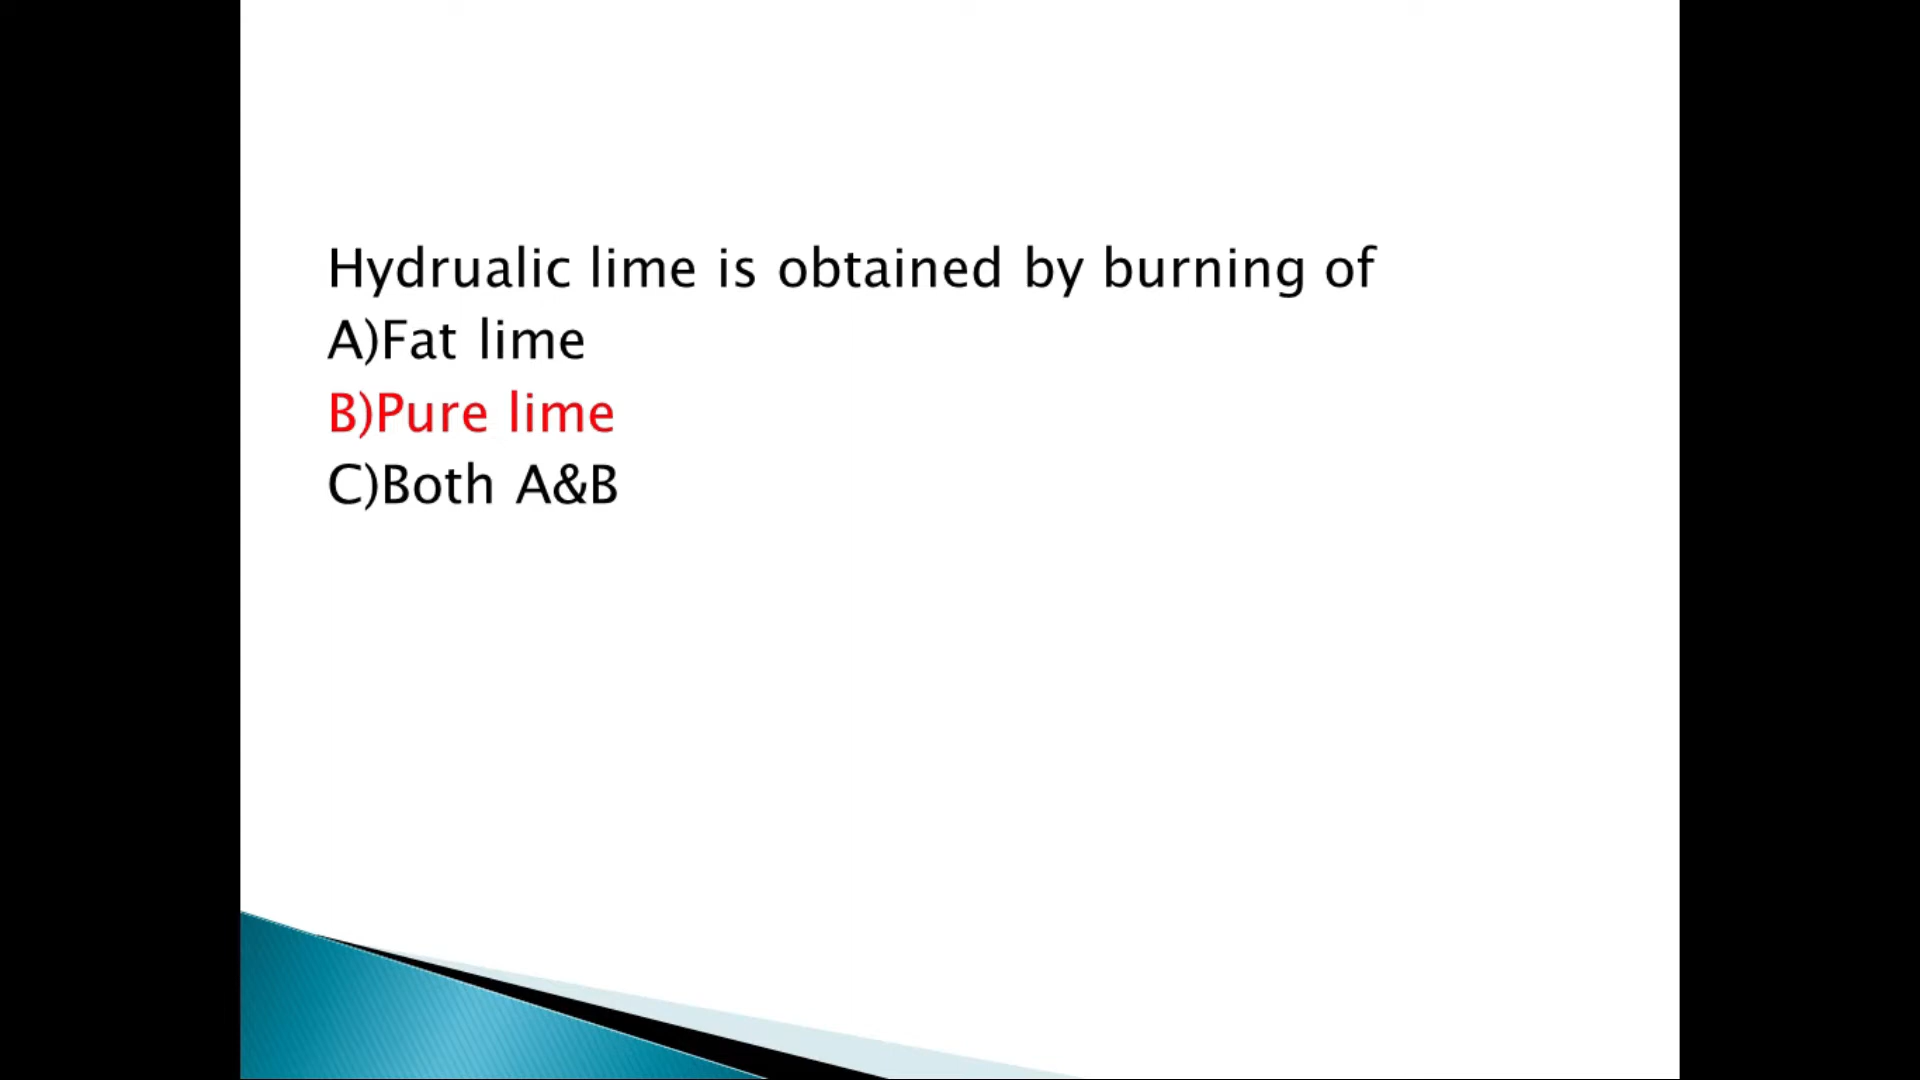 Hydrualic lime is obtained by burning of
A)Fat lime
B)Pure lime
C)Both A&B